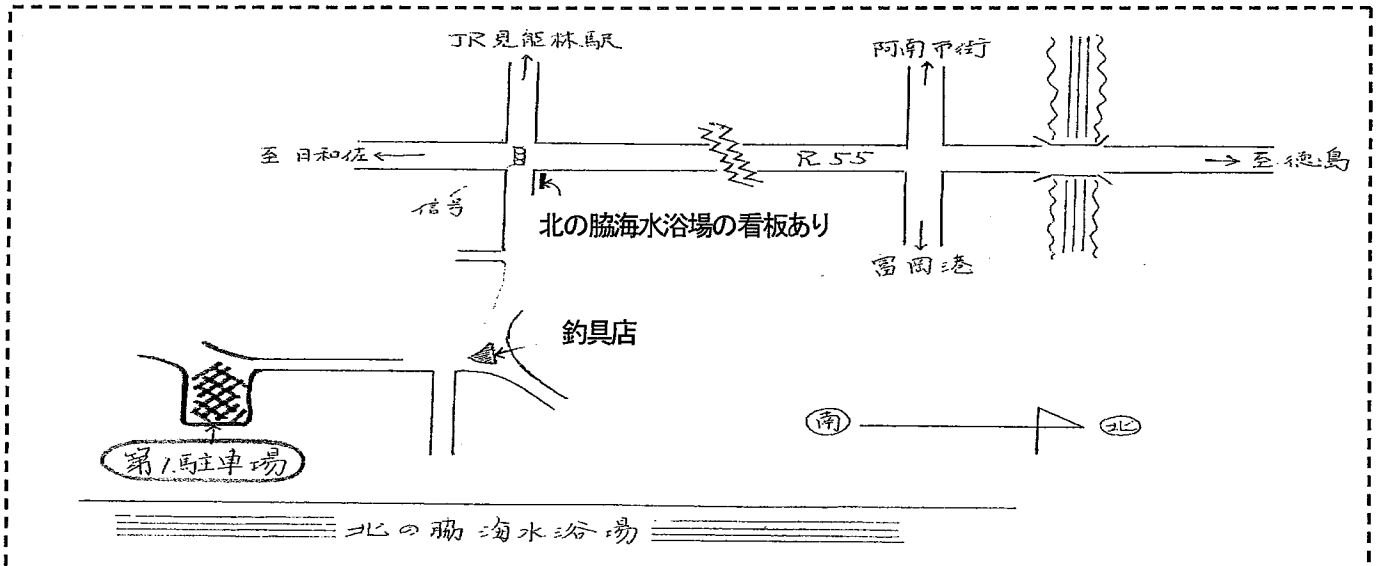 JR見能林駅
阿南市街
至日和佐
R55
至徳島
信号
北の脇海水浴場の看板あり
富岡港
釣具店
南
北
第1.駐車場
北の脇海水浴場